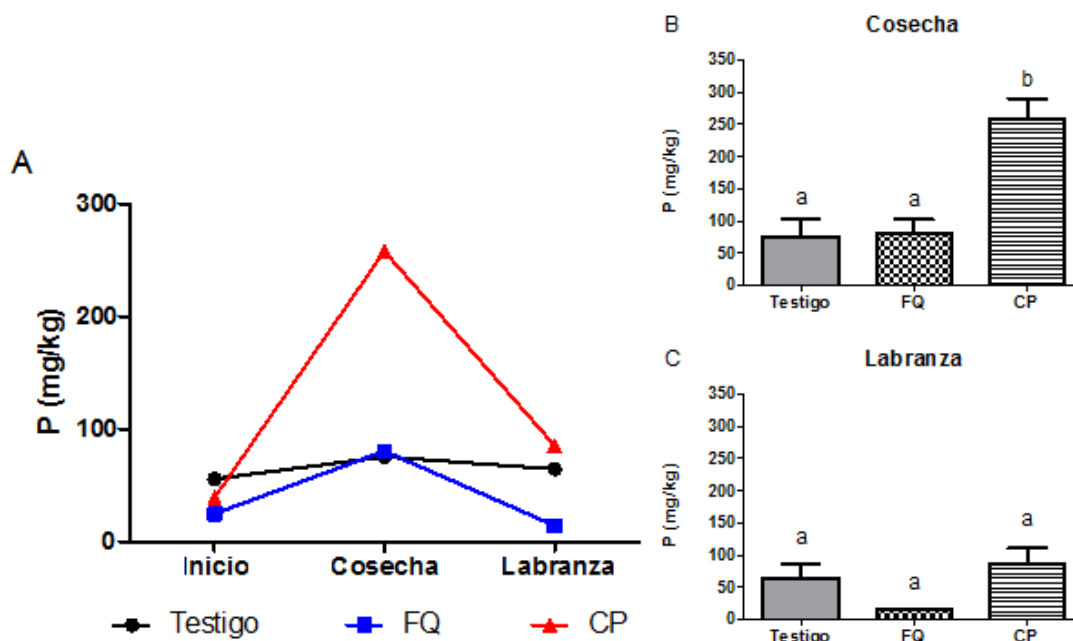 A
P (mg/kg)
300
200
100
0
Inicio Cosecha Labranza
Testigo FQ CP
B
Cosecha
P (mg/kg)
350
300
250
200
150
100
50
0
a a b
Testigo FQ CP
C
Labranza
P (mg/kg)
350
300
250
200
150
100
50
0
a a a
Testigo FQ CP